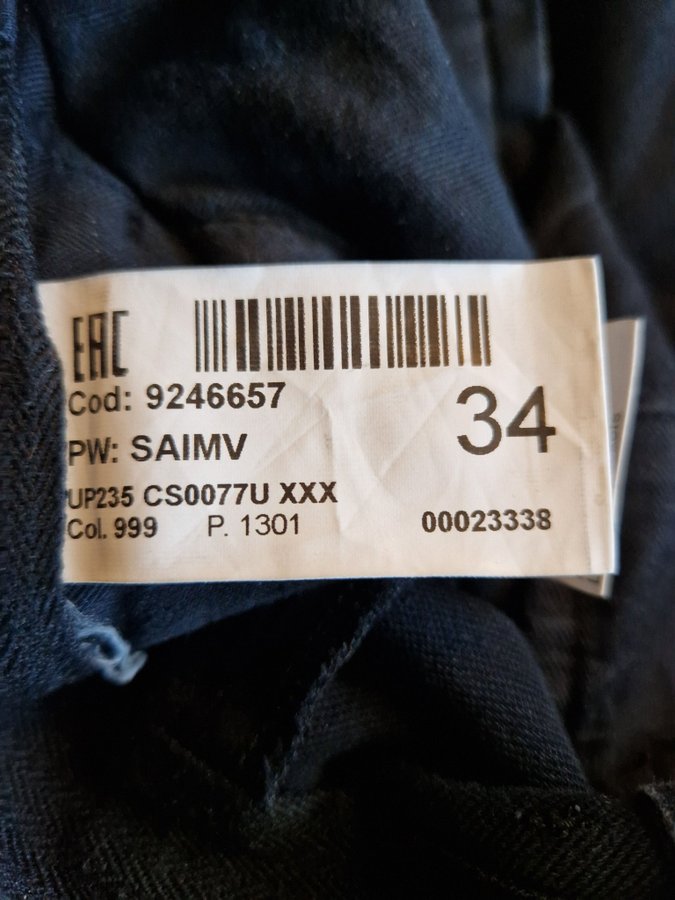 EAC
Cod: 9246657
34
PW: SAIMV
UP235 CS0077U XXX
Col. 999 P. 1301 00023338